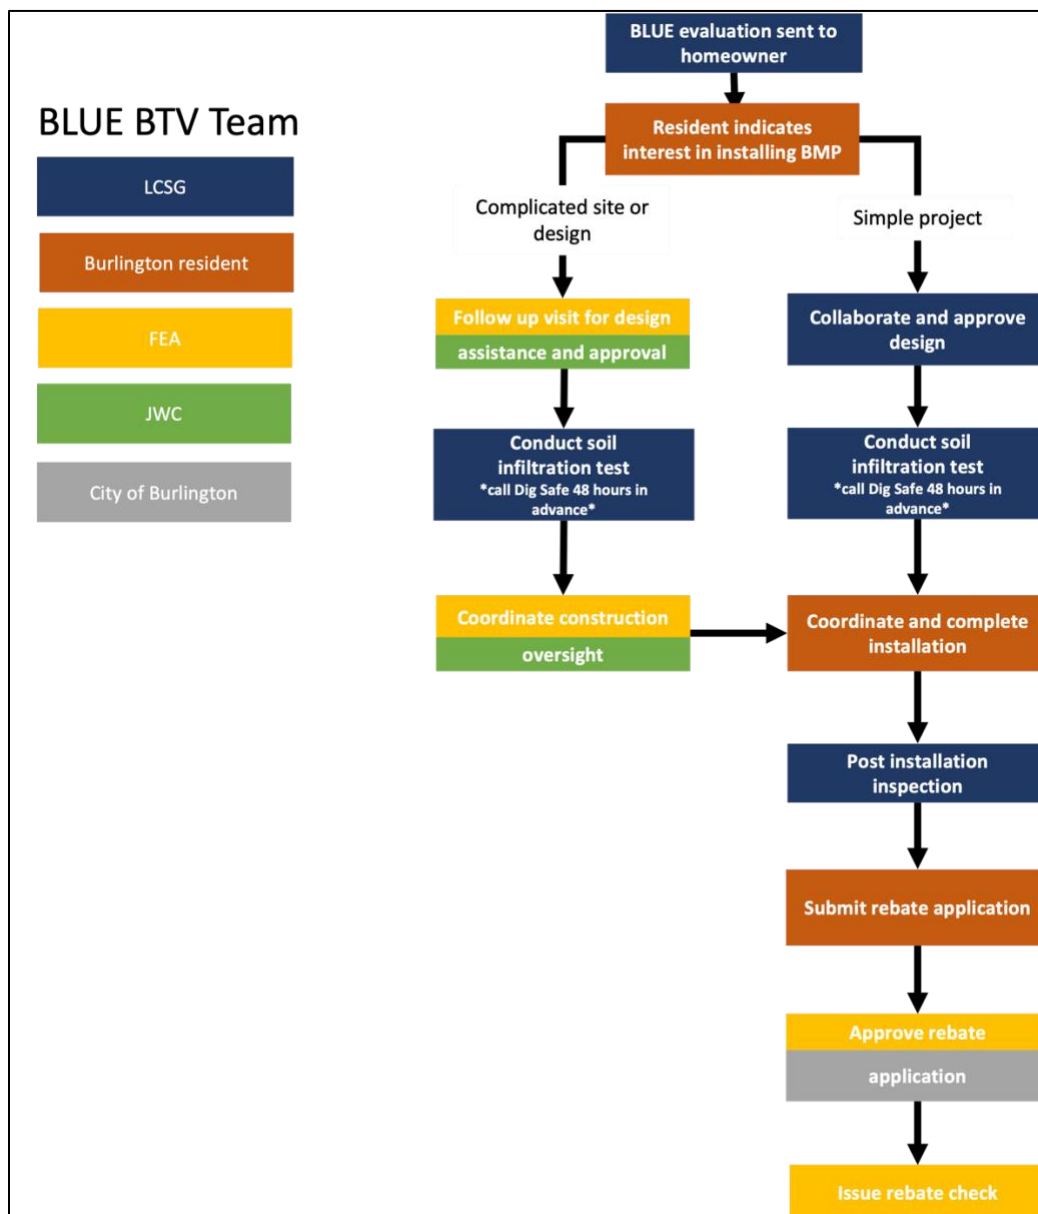 BLUE BTV Team
LCSG
Burlington resident
FEA
JWC
City of Burlington
BLUE evaluation sent to
homeowner
Resident indicates
interest in installing BMP
Complicated site or
design
Simple project
Follow up visit for design
assistance and approval
Collaborate and approve
design
Conduct soil
infiltration test
*call Dig Safe 48 hours in
advance*
Conduct soil
infiltration test
*call Dig Safe 48 hours in
advance*
Coordinate construction
oversight
Coordinate and complete
installation
Post installation
inspection
Submit rebate application
Approve rebate
application
Issue rebate check